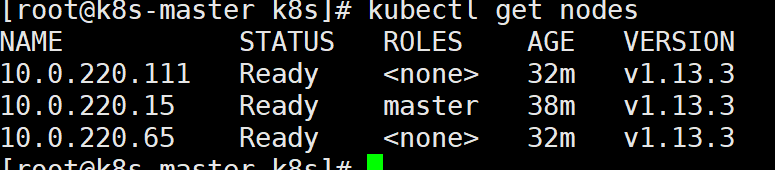 [root@k8s-master k8s]# kubectl get nodes
NAME STATUS ROLES AGE VERSION
10.0.220.111 Ready <none> 32m v1.13.3
10.0.220.15 Ready master 38m v1.13.3
10.0.220.65 Ready <none> 32m v1.13.3
[root@k8s-master k8s]#